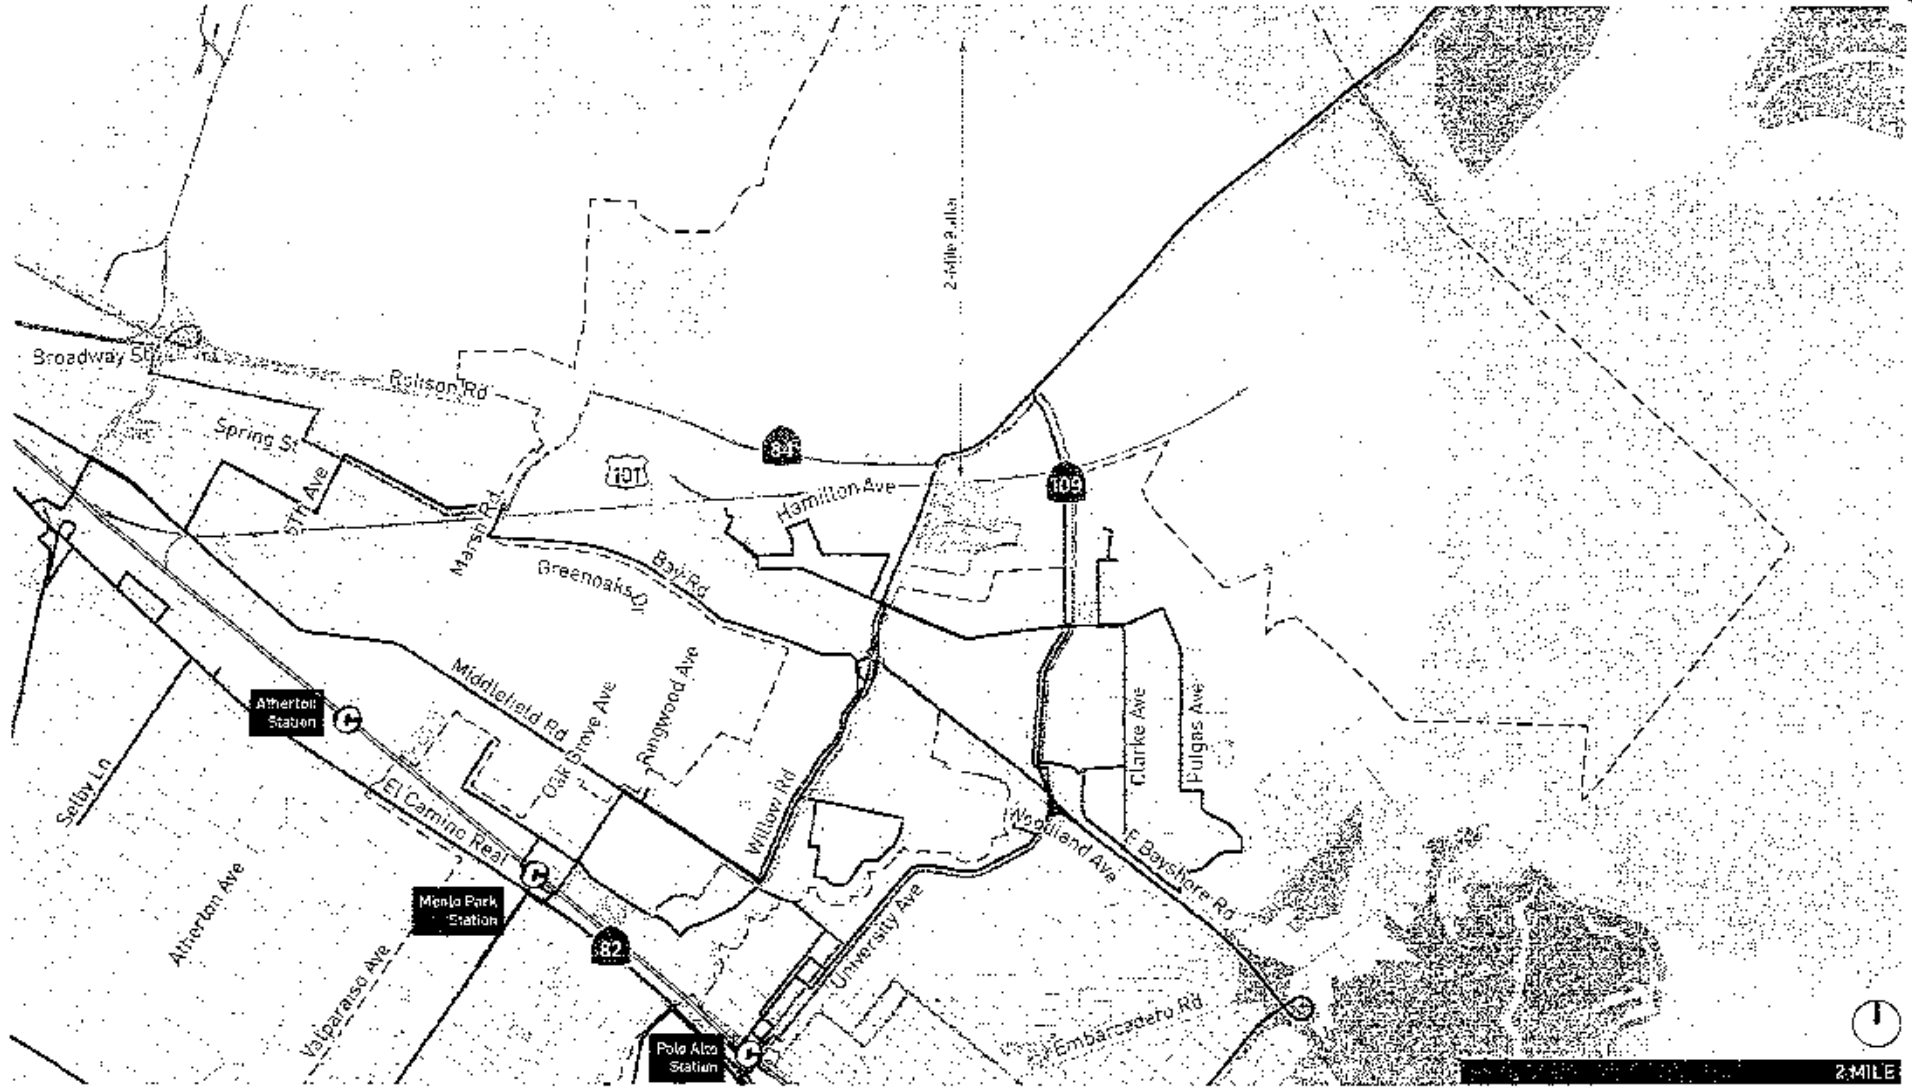 2-Mile Radius
Broadway St
Rolison Rd
Spring St
84
101
5TH Ave
Marsh Rd
Hamilton Ave
109
Bay Rd
Greenoaks Dr
Middlefield Rd
Ringwood Ave
Oak Grove Ave
Atherton
Station
Clarke Ave
Pulgas Ave
Selby Ln
El Camino Real
Willow Rd
Woodland Ave
E Bayshore Rd
Atherton Ave
Menlo Park
Station
82
University Ave
Valparaiso Ave
Embarcadero Rd
Palo Alto
Station
C
C
C
2 MILE